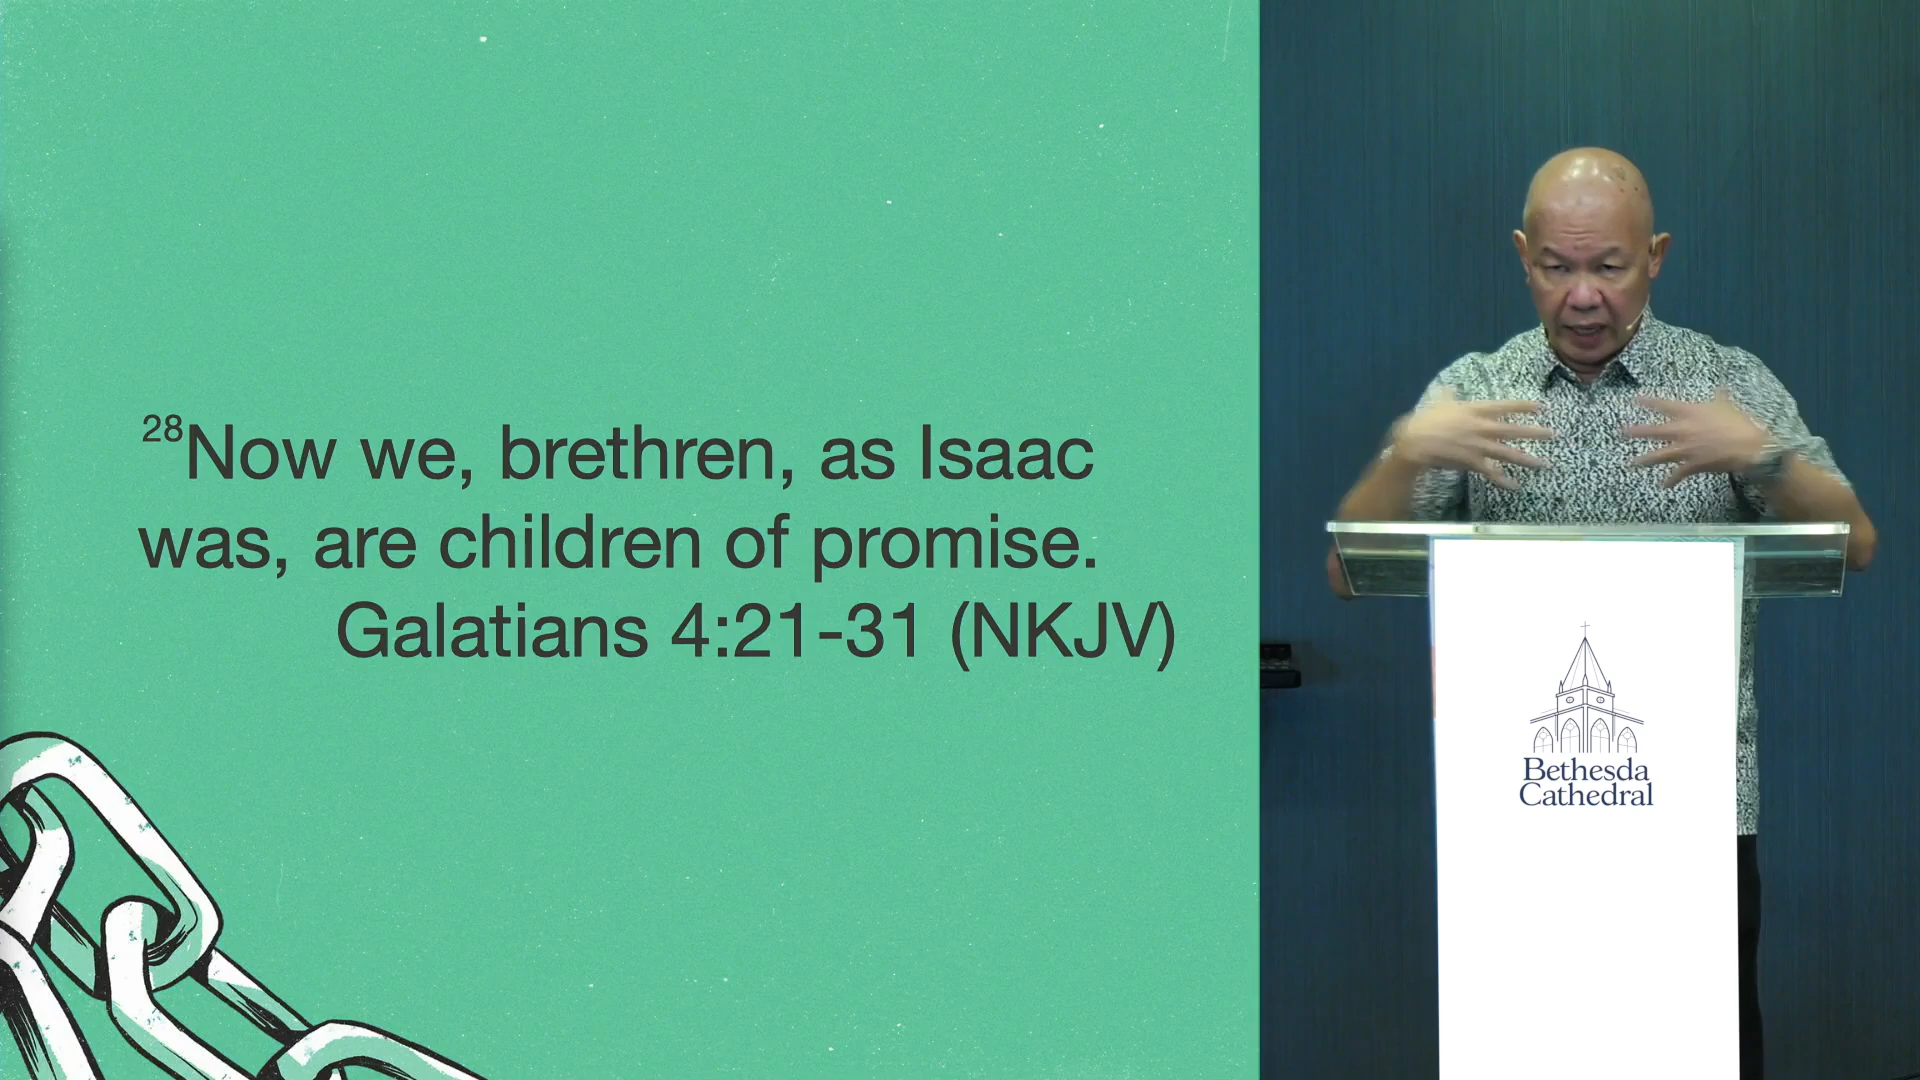 28Now we, brethren, as Isaac
was, are children of promise.
Galatians 4:21-31 (NKJV)
Bethesda
Cathedral